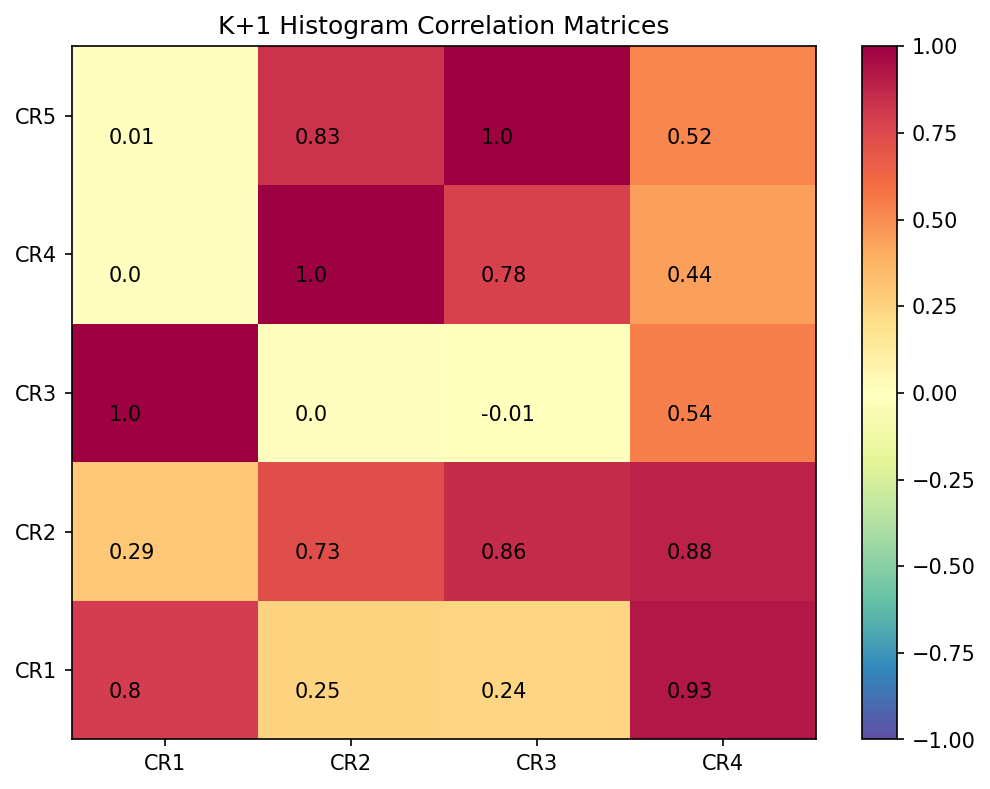 K+1 Histogram Correlation Matrices
CR5 0.01 0.83 1.0 0.52
CR4 0.0 1.0 0.78 0.44
CR3 1.0 0.0 -0.01 0.54
CR2 0.29 0.73 0.86 0.88
CR1 0.8 0.25 0.24 0.93
CR1 CR2 CR3 CR4
1.00
0.75
0.50
0.25
0.00
−0.25
−0.50
−0.75
−1.00